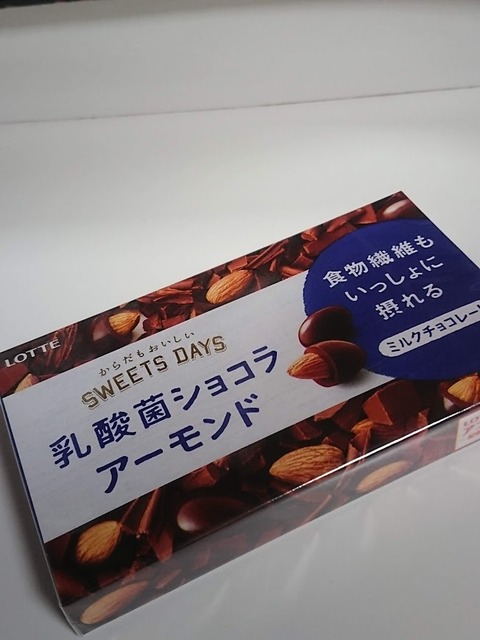 LOTTE
からだもおいしい
SWEETS DAYS
乳酸菌ショコラ
アーモンド
食物繊維も
いっしょに
摂れる
ミルクチョコレート